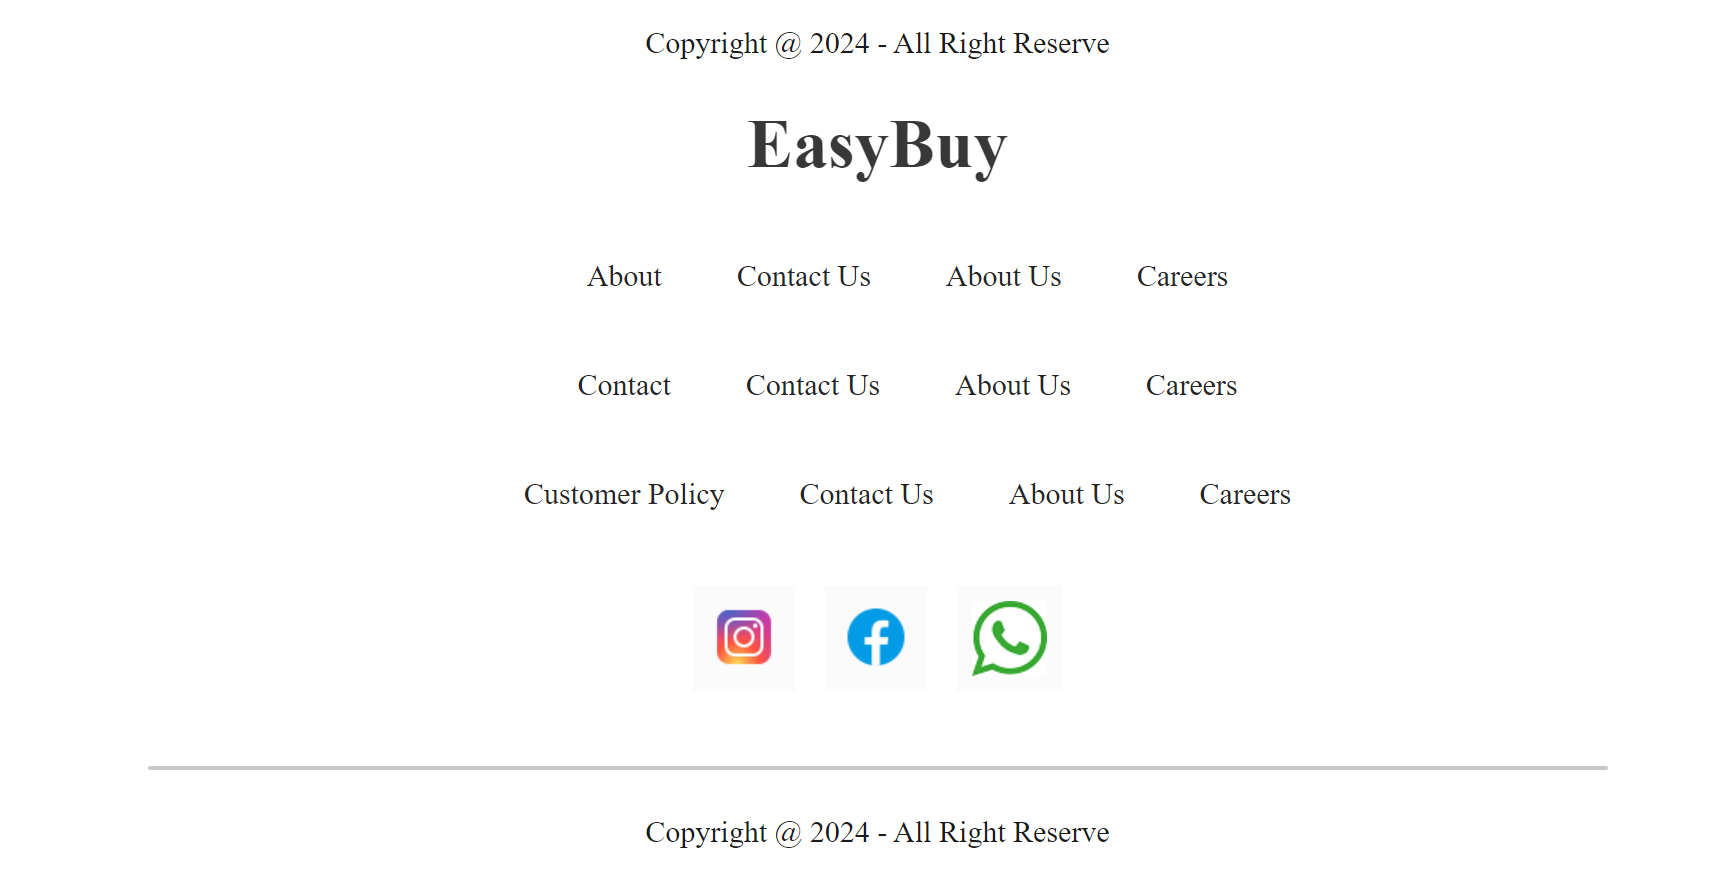 Copyright @ 2024 - All Right Reserve
EasyBuy
About Contact Us About Us Careers
Contact Contact Us About Us Careers
Customer Policy Contact Us About Us Careers
Copyright @ 2024 - All Right Reserve